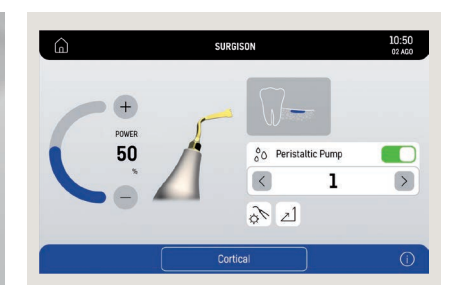 SURGISON
10:50
02 AGO
+
POWER
50
%
−
Peristaltic Pump
< 1 >
Cortical